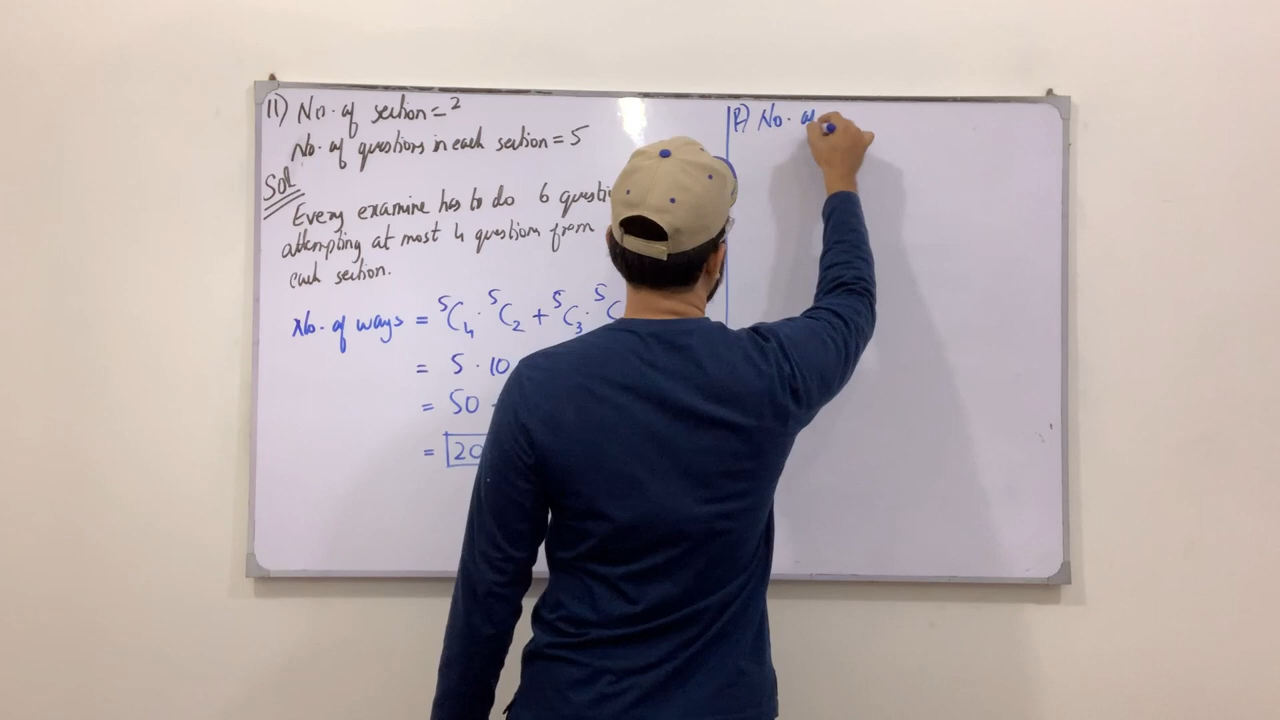 11) No. of section = 2
No. of questions in each section = 5
Sol
Every examine has to do 6 questi
attempting at most 4 question from
each section.
No. of ways = ⁵C₄ · ⁵C₂ + ⁵C₃ · ⁵C
= 5 · 10
= 50
= 20
No. of